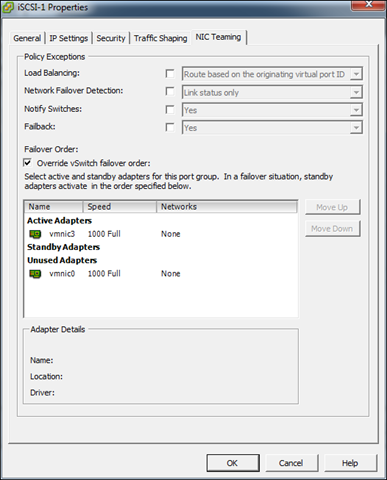 iSCSI-1 Properties
General IP Settings Security Traffic Shaping NIC Teaming
Policy Exceptions
Load Balancing: Route based on the originating virtual port ID
Network Failover Detection: Link status only
Notify Switches: Yes
Failback: Yes
Failover Order:
Override vSwitch failover order:
Select active and standby adapters for this port group. In a failover situation, standby
adapters activate in the order specified below.
Name Speed Networks
Move Up
Active Adapters
vmnic3 1000 Full None
Move Down
Standby Adapters
Unused Adapters
vmnic0 1000 Full None
Adapter Details
Name:
Location:
Driver:
OK Cancel Help